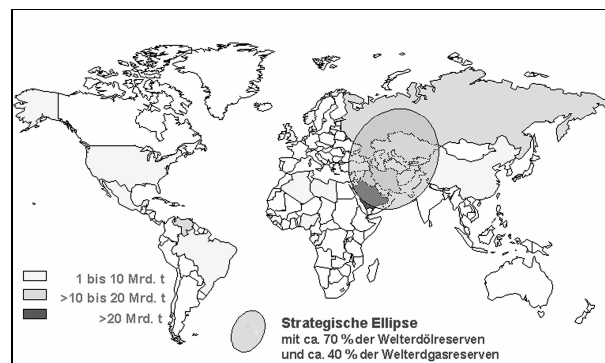 1 bis 10 Mrd. t
>10 bis 20 Mrd. t
>20 Mrd. t
Strategische Ellipse
mit ca. 70 % der Welterdölreserven
und ca. 40 % der Welterdgasreserven